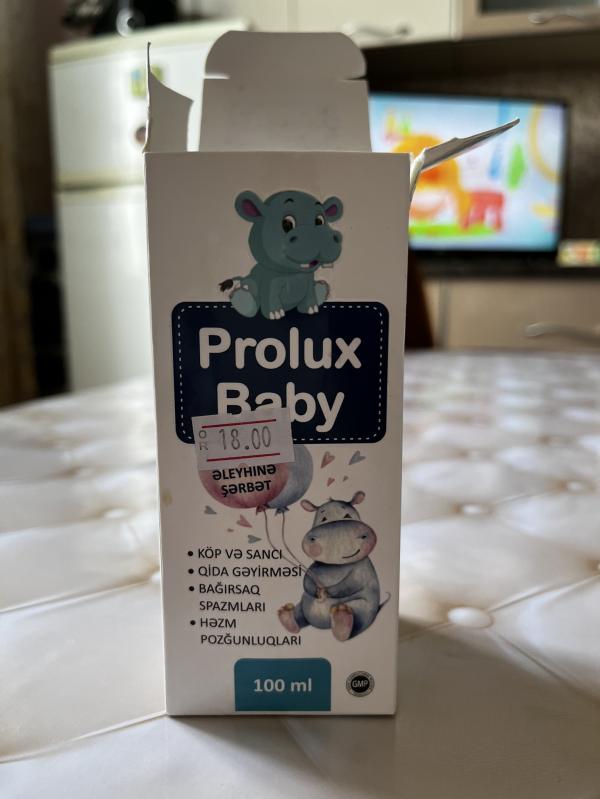 Prolux
Baby
OR 18.00
ƏLEYHİNƏ
ŞƏRBƏT
• KÖP VƏ SANCI
• QİDA GƏYİRMƏSİ
• BAĞIRSAQ
SPAZMLARI
• HƏZM
POZĞUNLUQLARI
100 ml
GMP